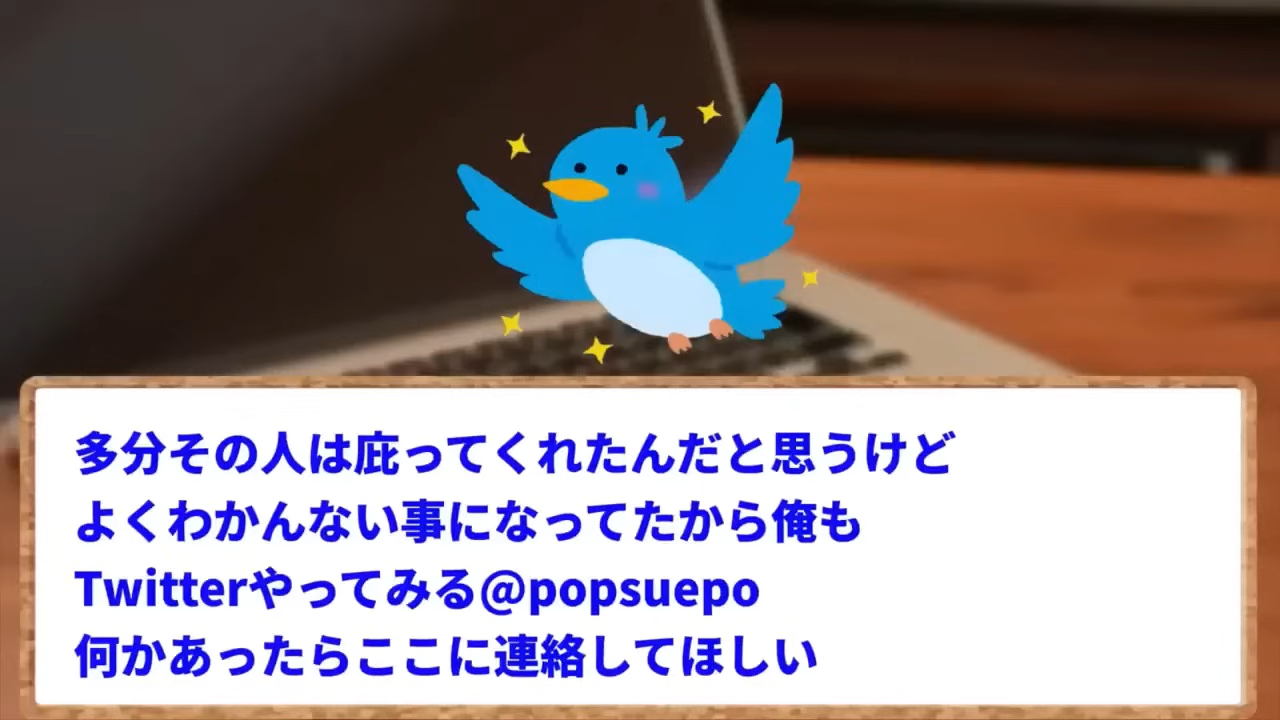 多分その人は庇ってくれたんだと思うけど
よくわかんない事になってたから俺も
Twitterやってみる@popsuepo
何かあったらここに連絡してほしい